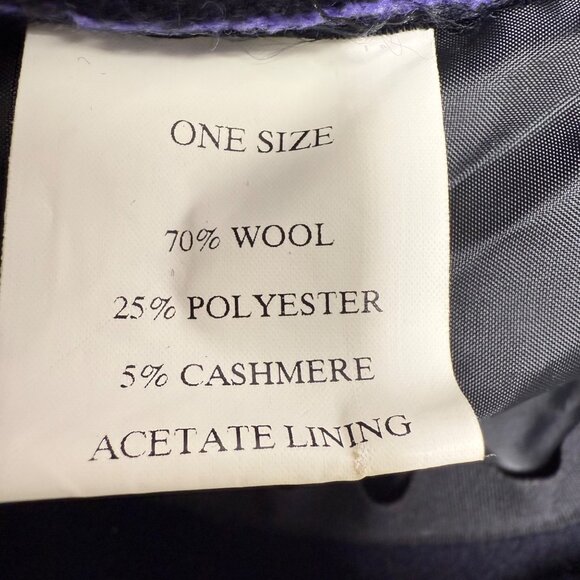 ONE SIZE
70% WOOL
25% POLYESTER
5% CASHMERE
ACETATE LINING